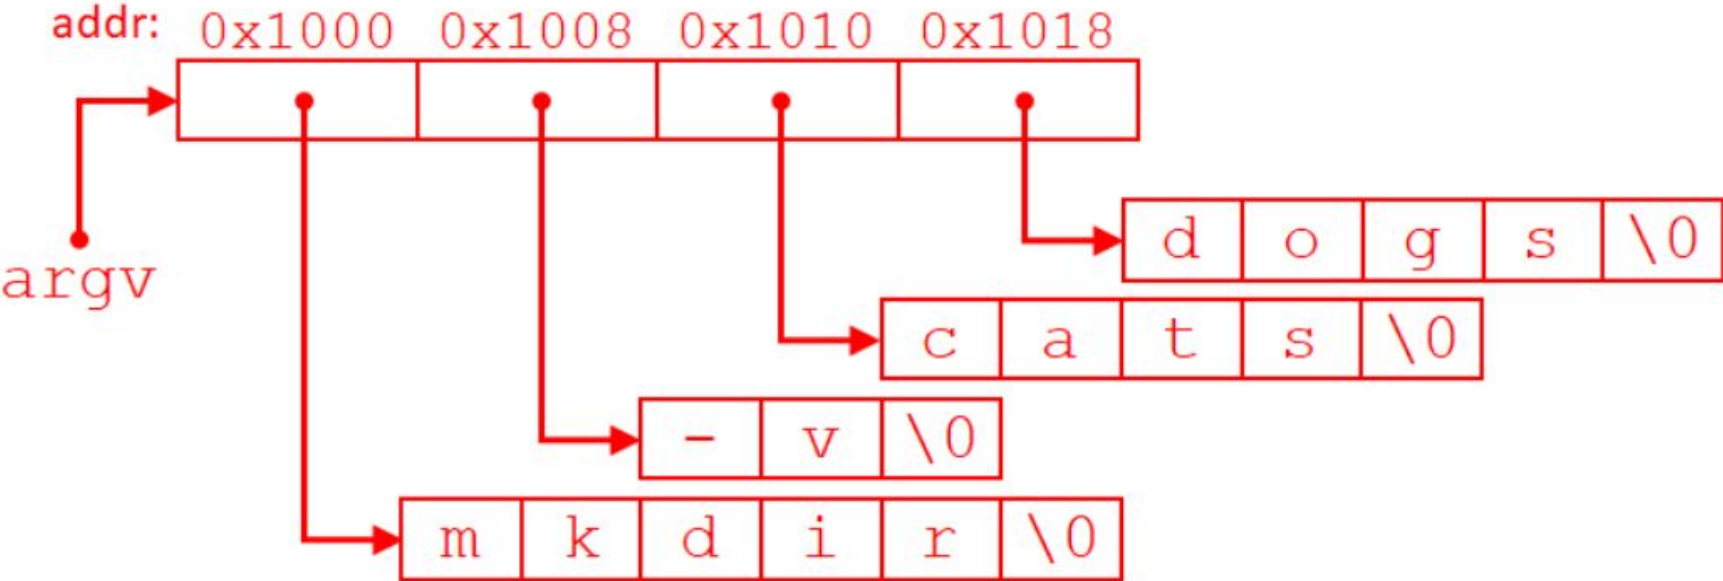 addr: 0x1000 0x1008 0x1010 0x1018
d o g s \0
argv
c a t s \0
- v \0
m k d i r \0